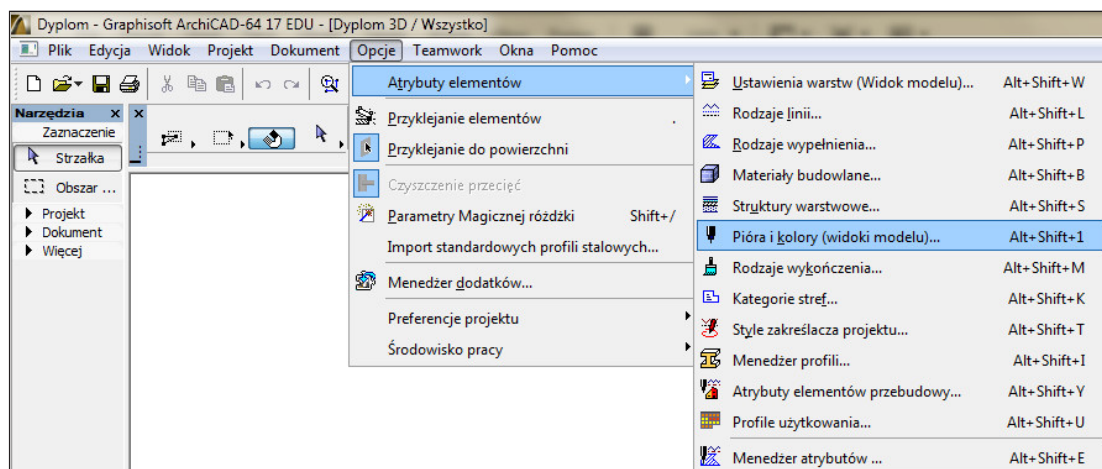 Dyplom - Graphisoft ArchiCAD-64 17 EDU - [Dyplom 3D / Wszystko]
Plik Edycja Widok Projekt Dokument Opcje Teamwork Okna Pomoc
Narzędzia x x
Zaznaczenie
Strzałka
Obszar ...
Projekt
Dokument
Więcej
Atrybuty elementów
Przyklejanie elementów .
Przyklejanie do powierzchni
Czyszczenie przecięć
Parametry Magicznej różdżki Shift+/
Import standardowych profili stalowych...
Menedżer dodatków...
Preferencje projektu
Środowisko pracy
Ustawienia warstw (Widok modelu)... Alt+Shift+W
Rodzaje linii... Alt+Shift+L
Rodzaje wypełnienia... Alt+Shift+P
Materiały budowlane... Alt+Shift+B
Struktury warstwowe... Alt+Shift+S
Pióra i kolory (widoki modelu)... Alt+Shift+1
Rodzaje wykończenia... Alt+Shift+M
Kategorie stref... Alt+Shift+K
Style zakreślacza projektu... Alt+Shift+T
Menedżer profili... Alt+Shift+I
Atrybuty elementów przebudowy... Alt+Shift+Y
Profile użytkowania... Alt+Shift+U
Menedżer atrybutów ... Alt+Shift+E